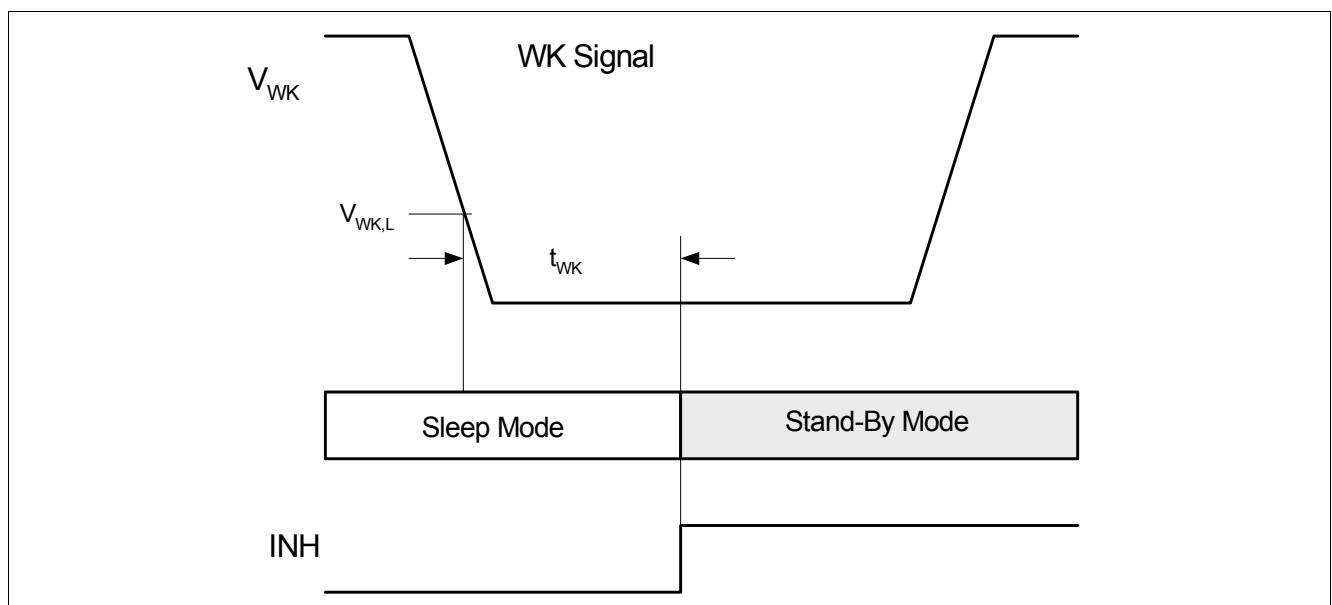 WK Signal
V_WK
V_WK,L
t_WK
Sleep Mode
Stand-By Mode
INH